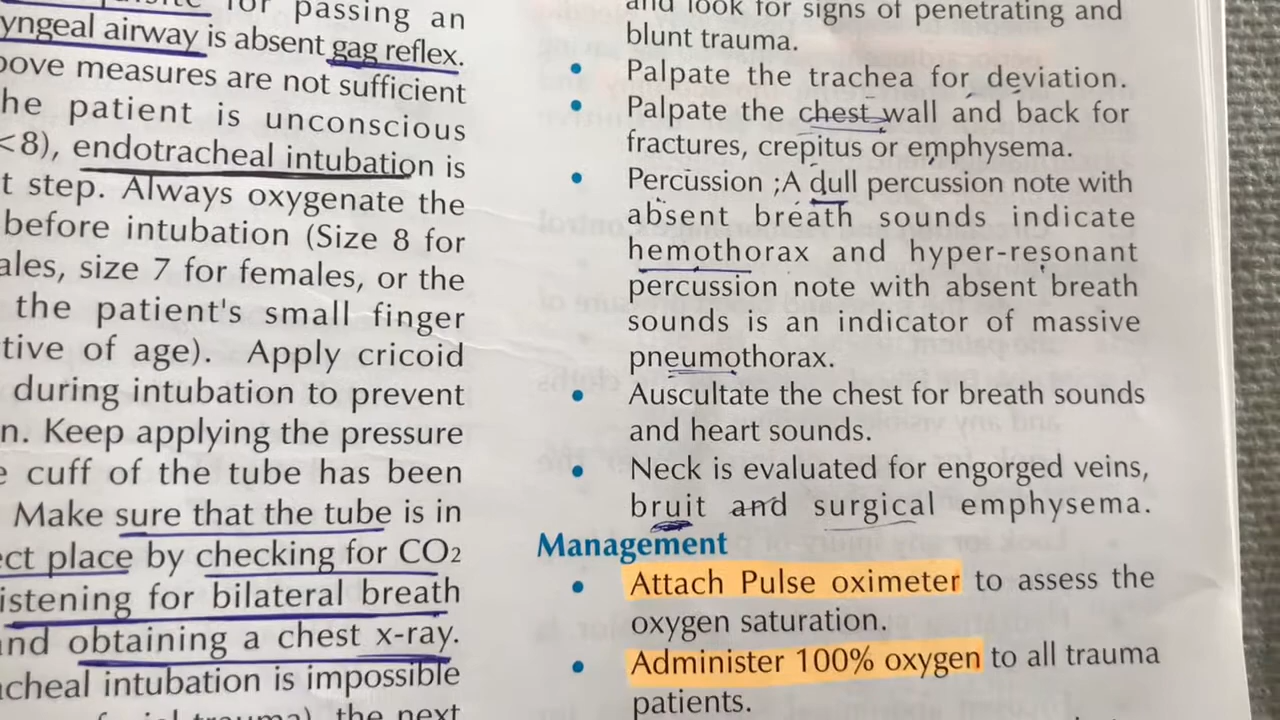 for passing an
yngeal airway is absent gag reflex.
ove measures are not sufficient
he patient is unconscious
<8), endotracheal intubation is
t step. Always oxygenate the
before intubation (Size 8 for
ales, size 7 for females, or the
the patient's small finger
tive of age). Apply cricoid
during intubation to prevent
n. Keep applying the pressure
e cuff of the tube has been
Make sure that the tube is in
ect place by checking for CO2
istening for bilateral breath
and obtaining a chest x-ray.
acheal intubation is impossible
the next
and look for signs of penetrating and
blunt trauma.
• Palpate the trachea for deviation.
• Palpate the chest wall and back for
fractures, crepitus or emphysema.
• Percussion ;A dull percussion note with
absent breath sounds indicate
hemothorax and hyper-resonant
percussion note with absent breath
sounds is an indicator of massive
pneumothorax.
• Auscultate the chest for breath sounds
and heart sounds.
• Neck is evaluated for engorged veins,
bruit and surgical emphysema.
Management
• Attach Pulse oximeter to assess the
oxygen saturation.
• Administer 100% oxygen to all trauma
patients.